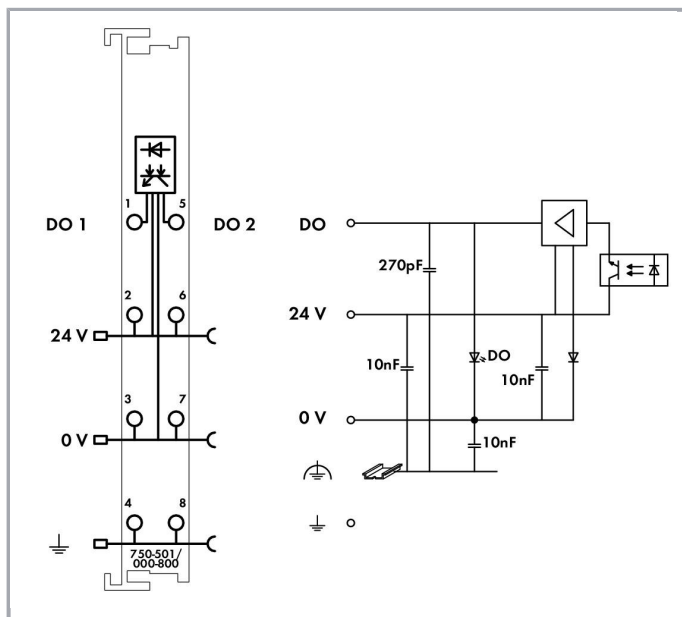 1 5
DO 1
DO 2
2 6
24 V
3 7
0 V
4 8
750-501/
000-800
DO
270pF
24 V
10nF
DO
10nF
0 V
10nF